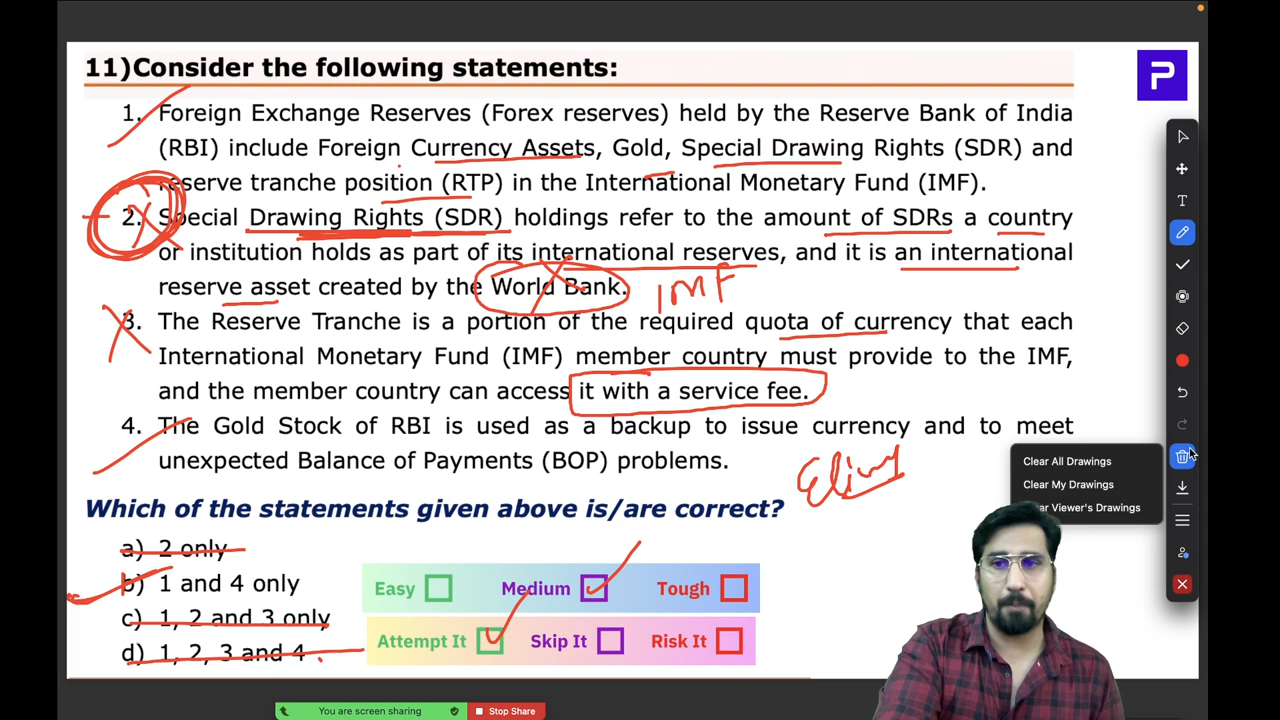 11)Consider the following statements:
1. Foreign Exchange Reserves (Forex reserves) held by the Reserve Bank of India
(RBI) include Foreign Currency Assets, Gold, Special Drawing Rights (SDR) and
reserve tranche position (RTP) in the International Monetary Fund (IMF).
2. Special Drawing Rights (SDR) holdings refer to the amount of SDRs a country
or institution holds as part of its international reserves, and it is an international
reserve asset created by the World Bank. IMF
3. The Reserve Tranche is a portion of the required quota of currency that each
International Monetary Fund (IMF) member country must provide to the IMF,
and the member country can access it with a service fee.
4. The Gold Stock of RBI is used as a backup to issue currency and to meet
unexpected Balance of Payments (BOP) problems.
Which of the statements given above is/are correct?
a) 2 only
b) 1 and 4 only
c) 1, 2 and 3 only
d) 1, 2, 3 and 4
Easy Medium Tough
Attempt It Skip It Risk It
P
T
Clear All Drawings
Clear My Drawings
Viewer's Drawings
You are screen sharing Stop Share